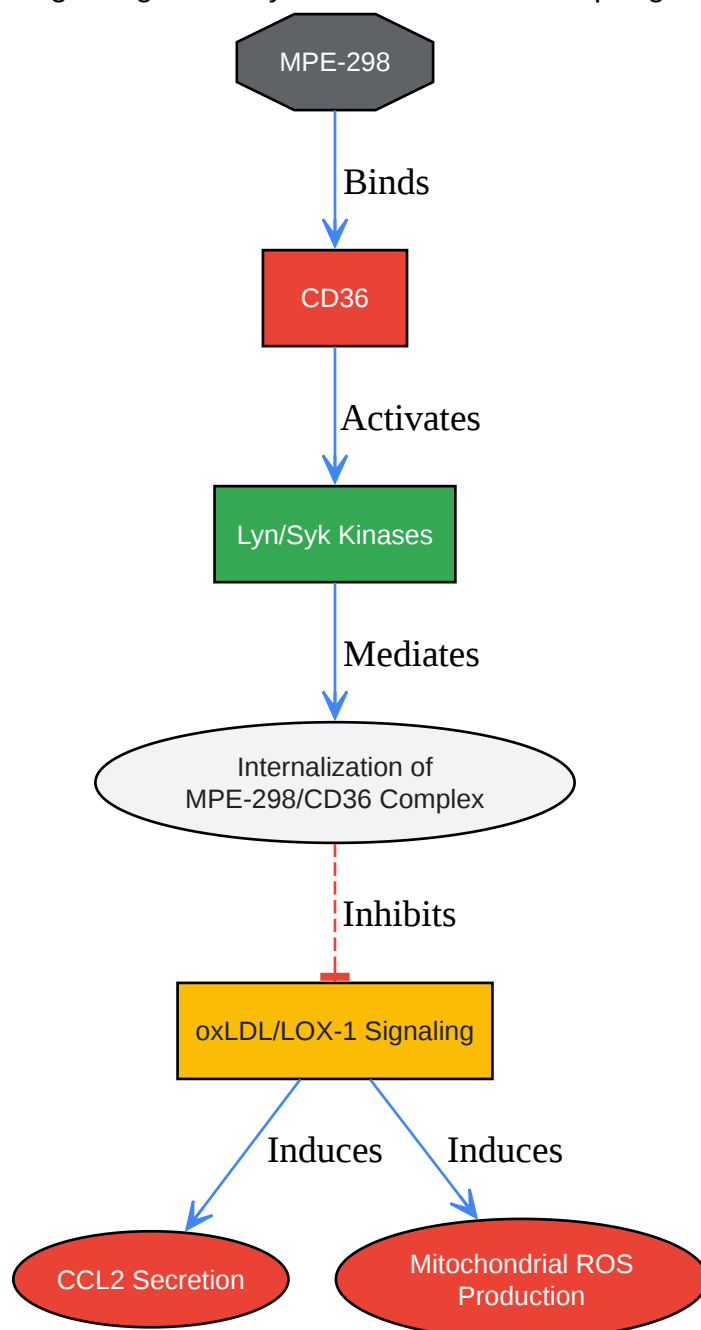 MPE-298
Binds
CD36
Activates
Lyn/Syk Kinases
Mediates
Internalization of
MPE-298/CD36 Complex
Inhibits
oxLDL/LOX-1 Signaling
Induces
Induces
CCL2 Secretion
Mitochondrial ROS
Production